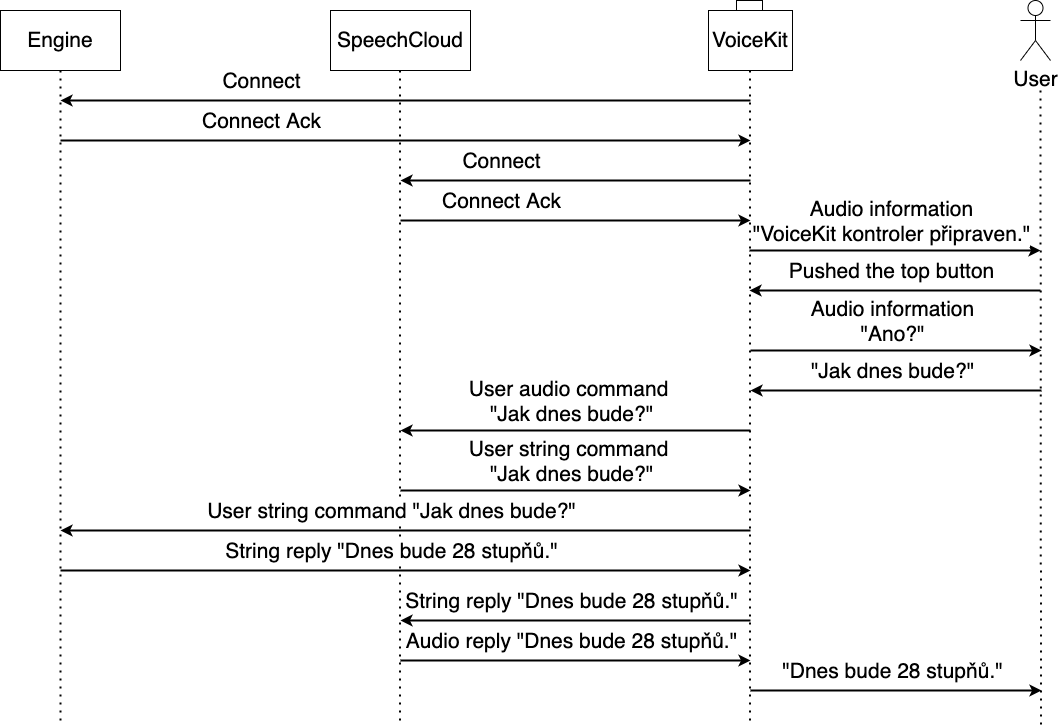 Engine
SpeechCloud
VoiceKit
User
Connect
Connect Ack
Connect
Connect Ack
Audio information
"VoiceKit kontroler připraven."
Pushed the top button
Audio information
"Ano?"
"Jak dnes bude?"
User audio command
"Jak dnes bude?"
User string command
"Jak dnes bude?"
User string command "Jak dnes bude?"
String reply "Dnes bude 28 stupňů."
String reply "Dnes bude 28 stupňů."
Audio reply "Dnes bude 28 stupňů."
"Dnes bude 28 stupňů."